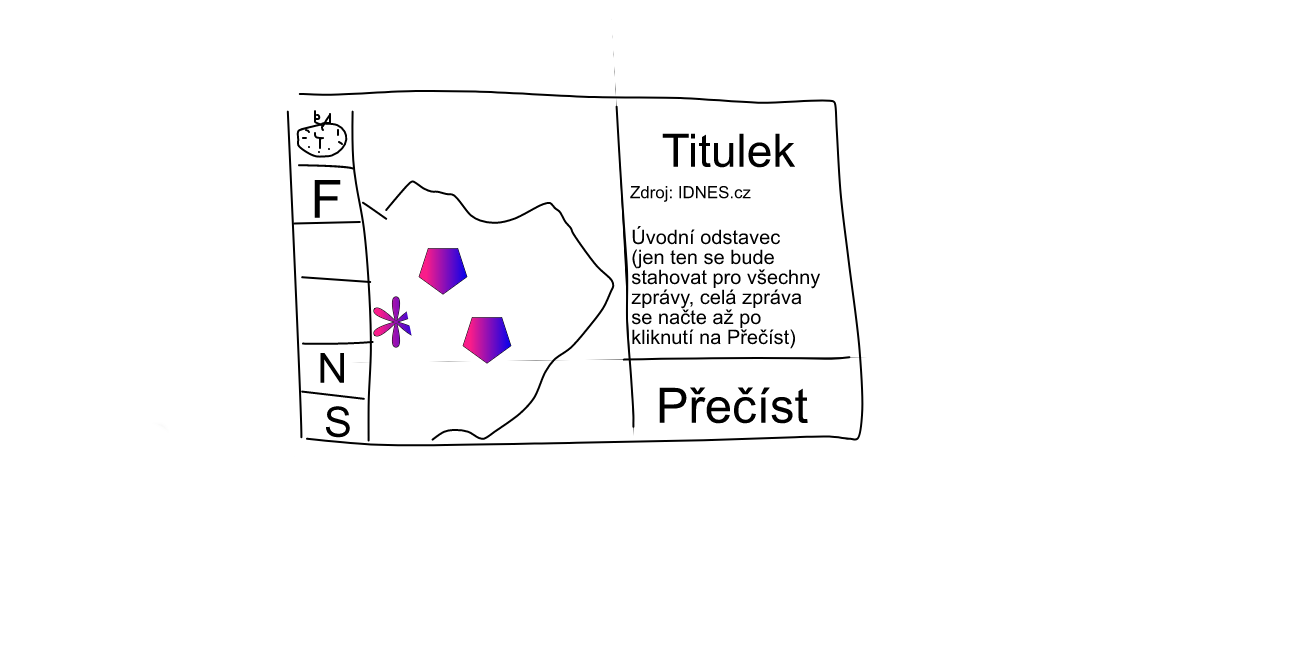 F
N
S
Titulek
Zdroj: IDNES.cz
Úvodní odstavec
(jen ten se bude
stahovat pro všechny
zprávy, celá zpráva
se načte až po
kliknutí na Přečíst)
Přečíst